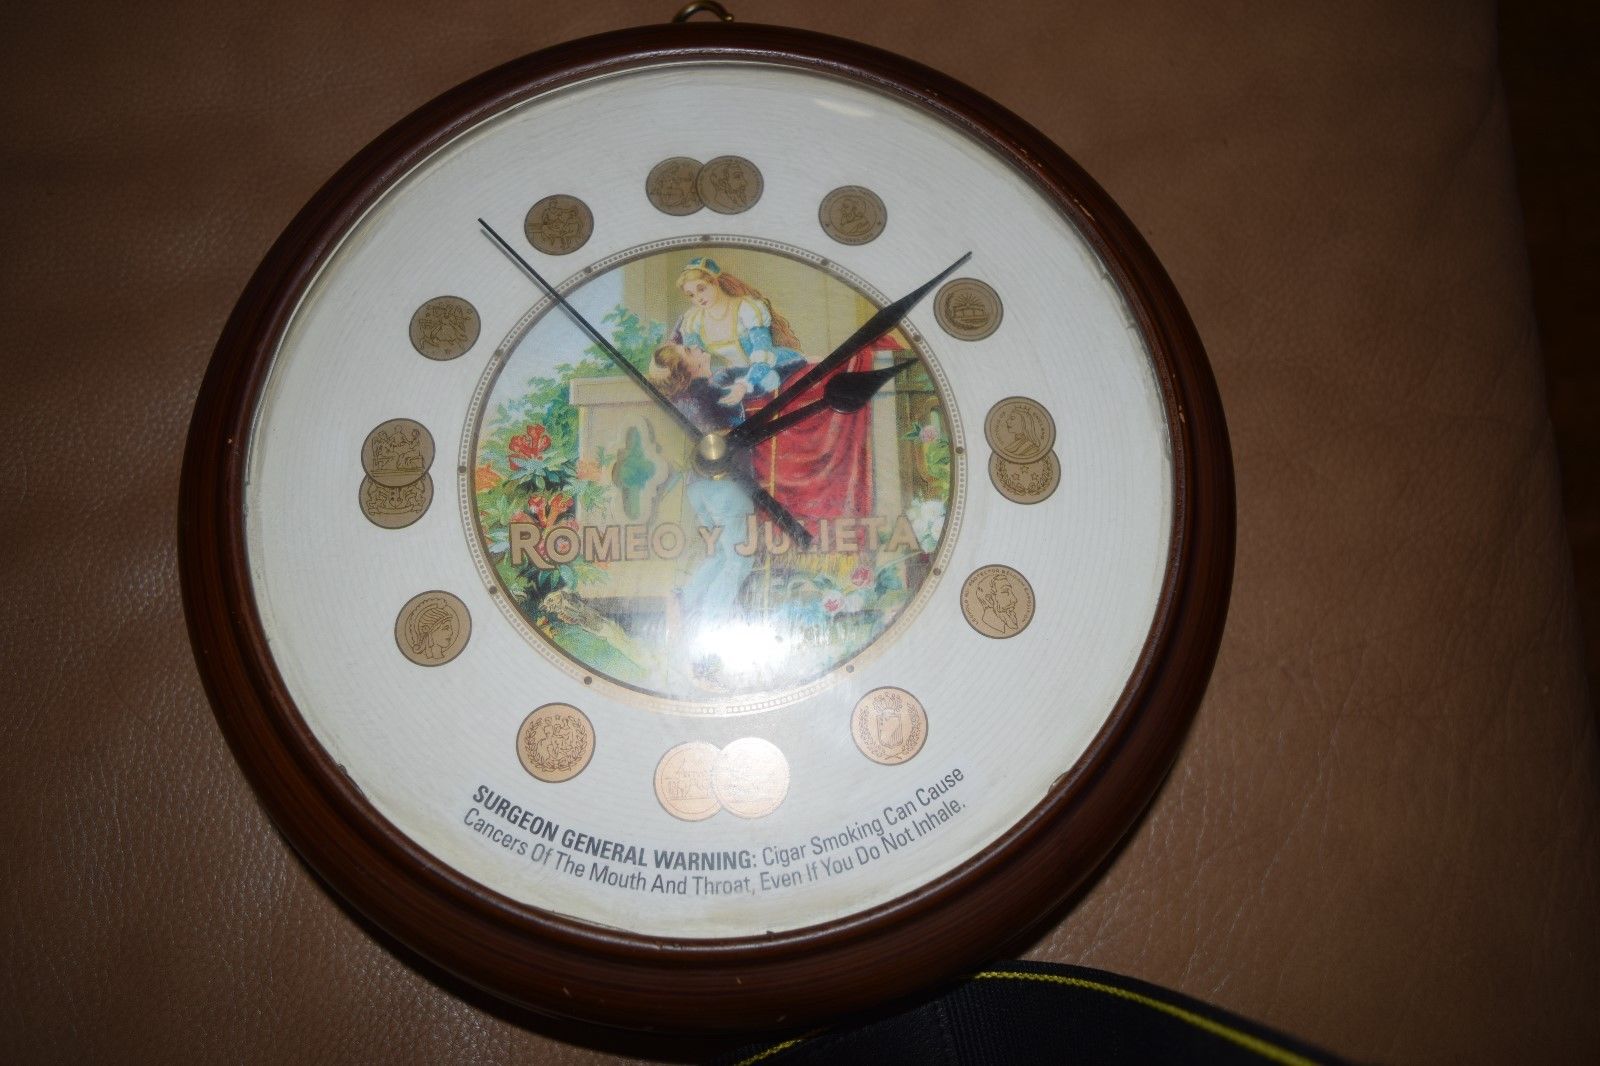 ROMEO Y JULIETA
SURGEON GENERAL WARNING: Cigar Smoking Can Cause
Cancers Of The Mouth And Throat, Even If You Do Not Inhale.